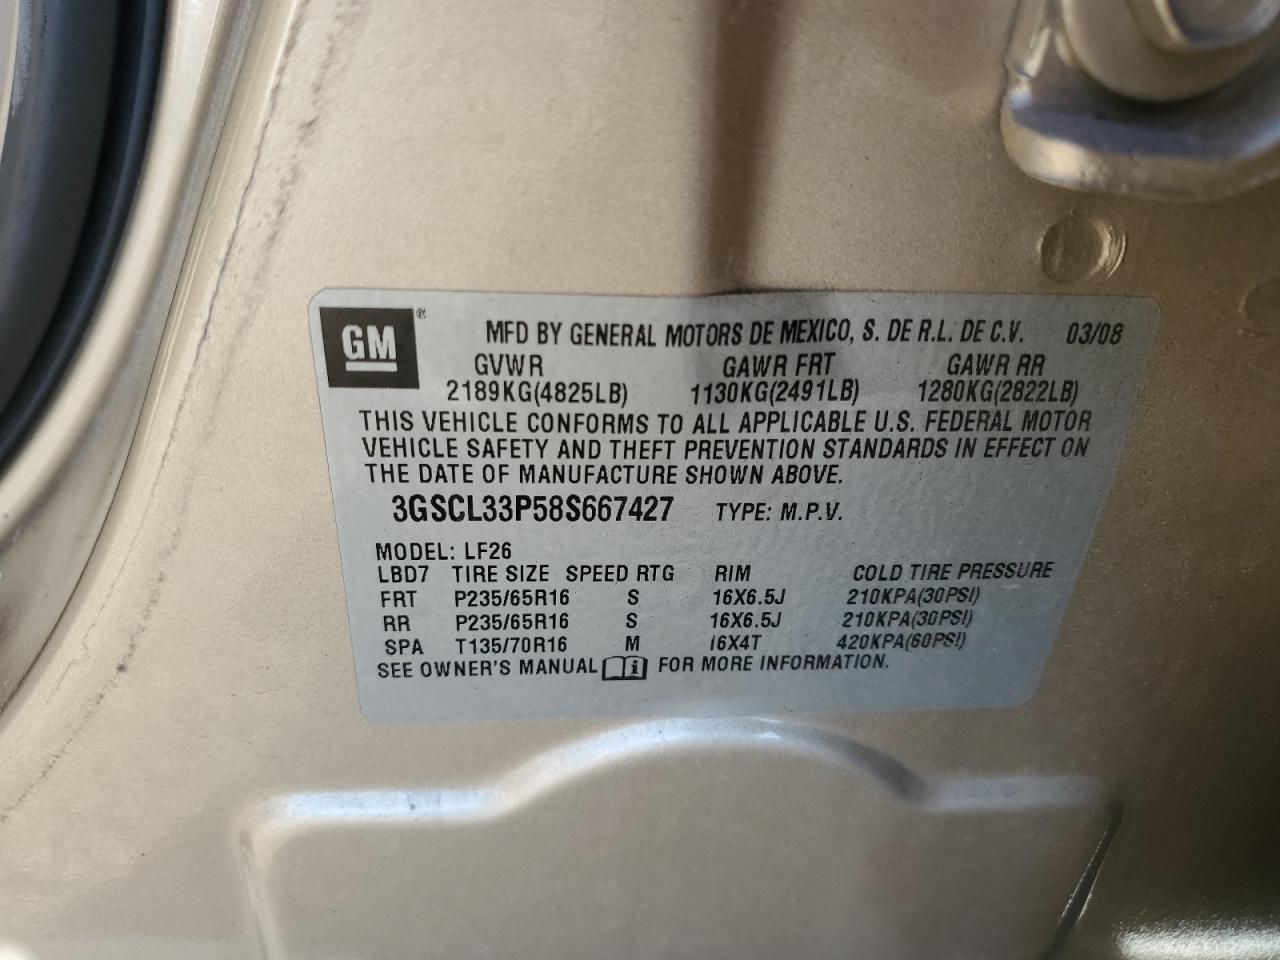 GM ® MFD BY GENERAL MOTORS DE MEXICO, S. DE R.L. DE C.V. 03/08
GVWR GAWR FRT GAWR RR
2189KG(4825LB) 1130KG(2491LB) 1280KG(2822LB)
THIS VEHICLE CONFORMS TO ALL APPLICABLE U.S. FEDERAL MOTOR
VEHICLE SAFETY AND THEFT PREVENTION STANDARDS IN EFFECT ON
THE DATE OF MANUFACTURE SHOWN ABOVE.
3GSCL33P58S667427 TYPE: M.P.V.
MODEL: LF26
LBD7 TIRE SIZE SPEED RTG RIM COLD TIRE PRESSURE
FRT P235/65R16 S 16X6.5J 210KPA(30PSI)
RR P235/65R16 S 16X6.5J 210KPA(30PSI)
SPA T135/70R16 M 16X4T 420KPA(60PSI)
SEE OWNER'S MANUAL i FOR MORE INFORMATION.